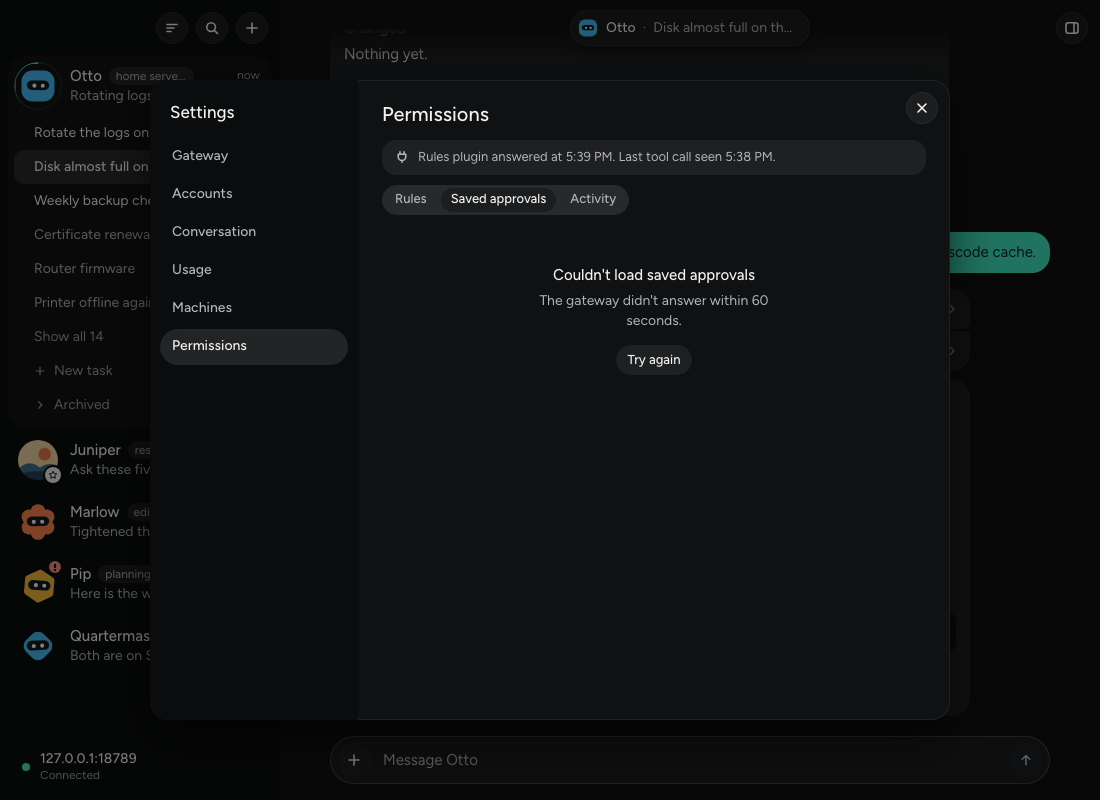 Otto · Disk almost full on th...
Nothing yet.
Otto home serve... now
Rotating logs
Rotate the logs on
Disk almost full on
Weekly backup che
Certificate renewa
Router firmware
Printer offline again
Show all 14
New task
Archived
Juniper res
Ask these fiv
Marlow edi
Tightened th
Pip planning
Here is the w
Quartermas
Both are on S
127.0.0.1:18789
Connected
Settings
Gateway
Accounts
Conversation
Usage
Machines
Permissions
Permissions
Rules plugin answered at 5:39 PM. Last tool call seen 5:38 PM.
Rules Saved approvals Activity
Couldn't load saved approvals
The gateway didn't answer within 60
seconds.
Try again
scode cache.
Message Otto